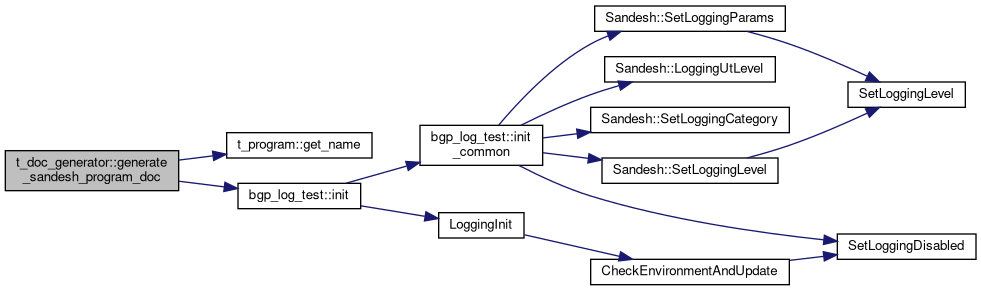 t_doc_generator::generate
_sandesh_program_doc
t_program::get_name
bgp_log_test::init
bgp_log_test::init
_common
LoggingInit
Sandesh::SetLoggingParams
Sandesh::LoggingUtLevel
Sandesh::SetLoggingCategory
Sandesh::SetLoggingLevel
CheckEnvironmentAndUpdate
SetLoggingLevel
SetLoggingDisabled